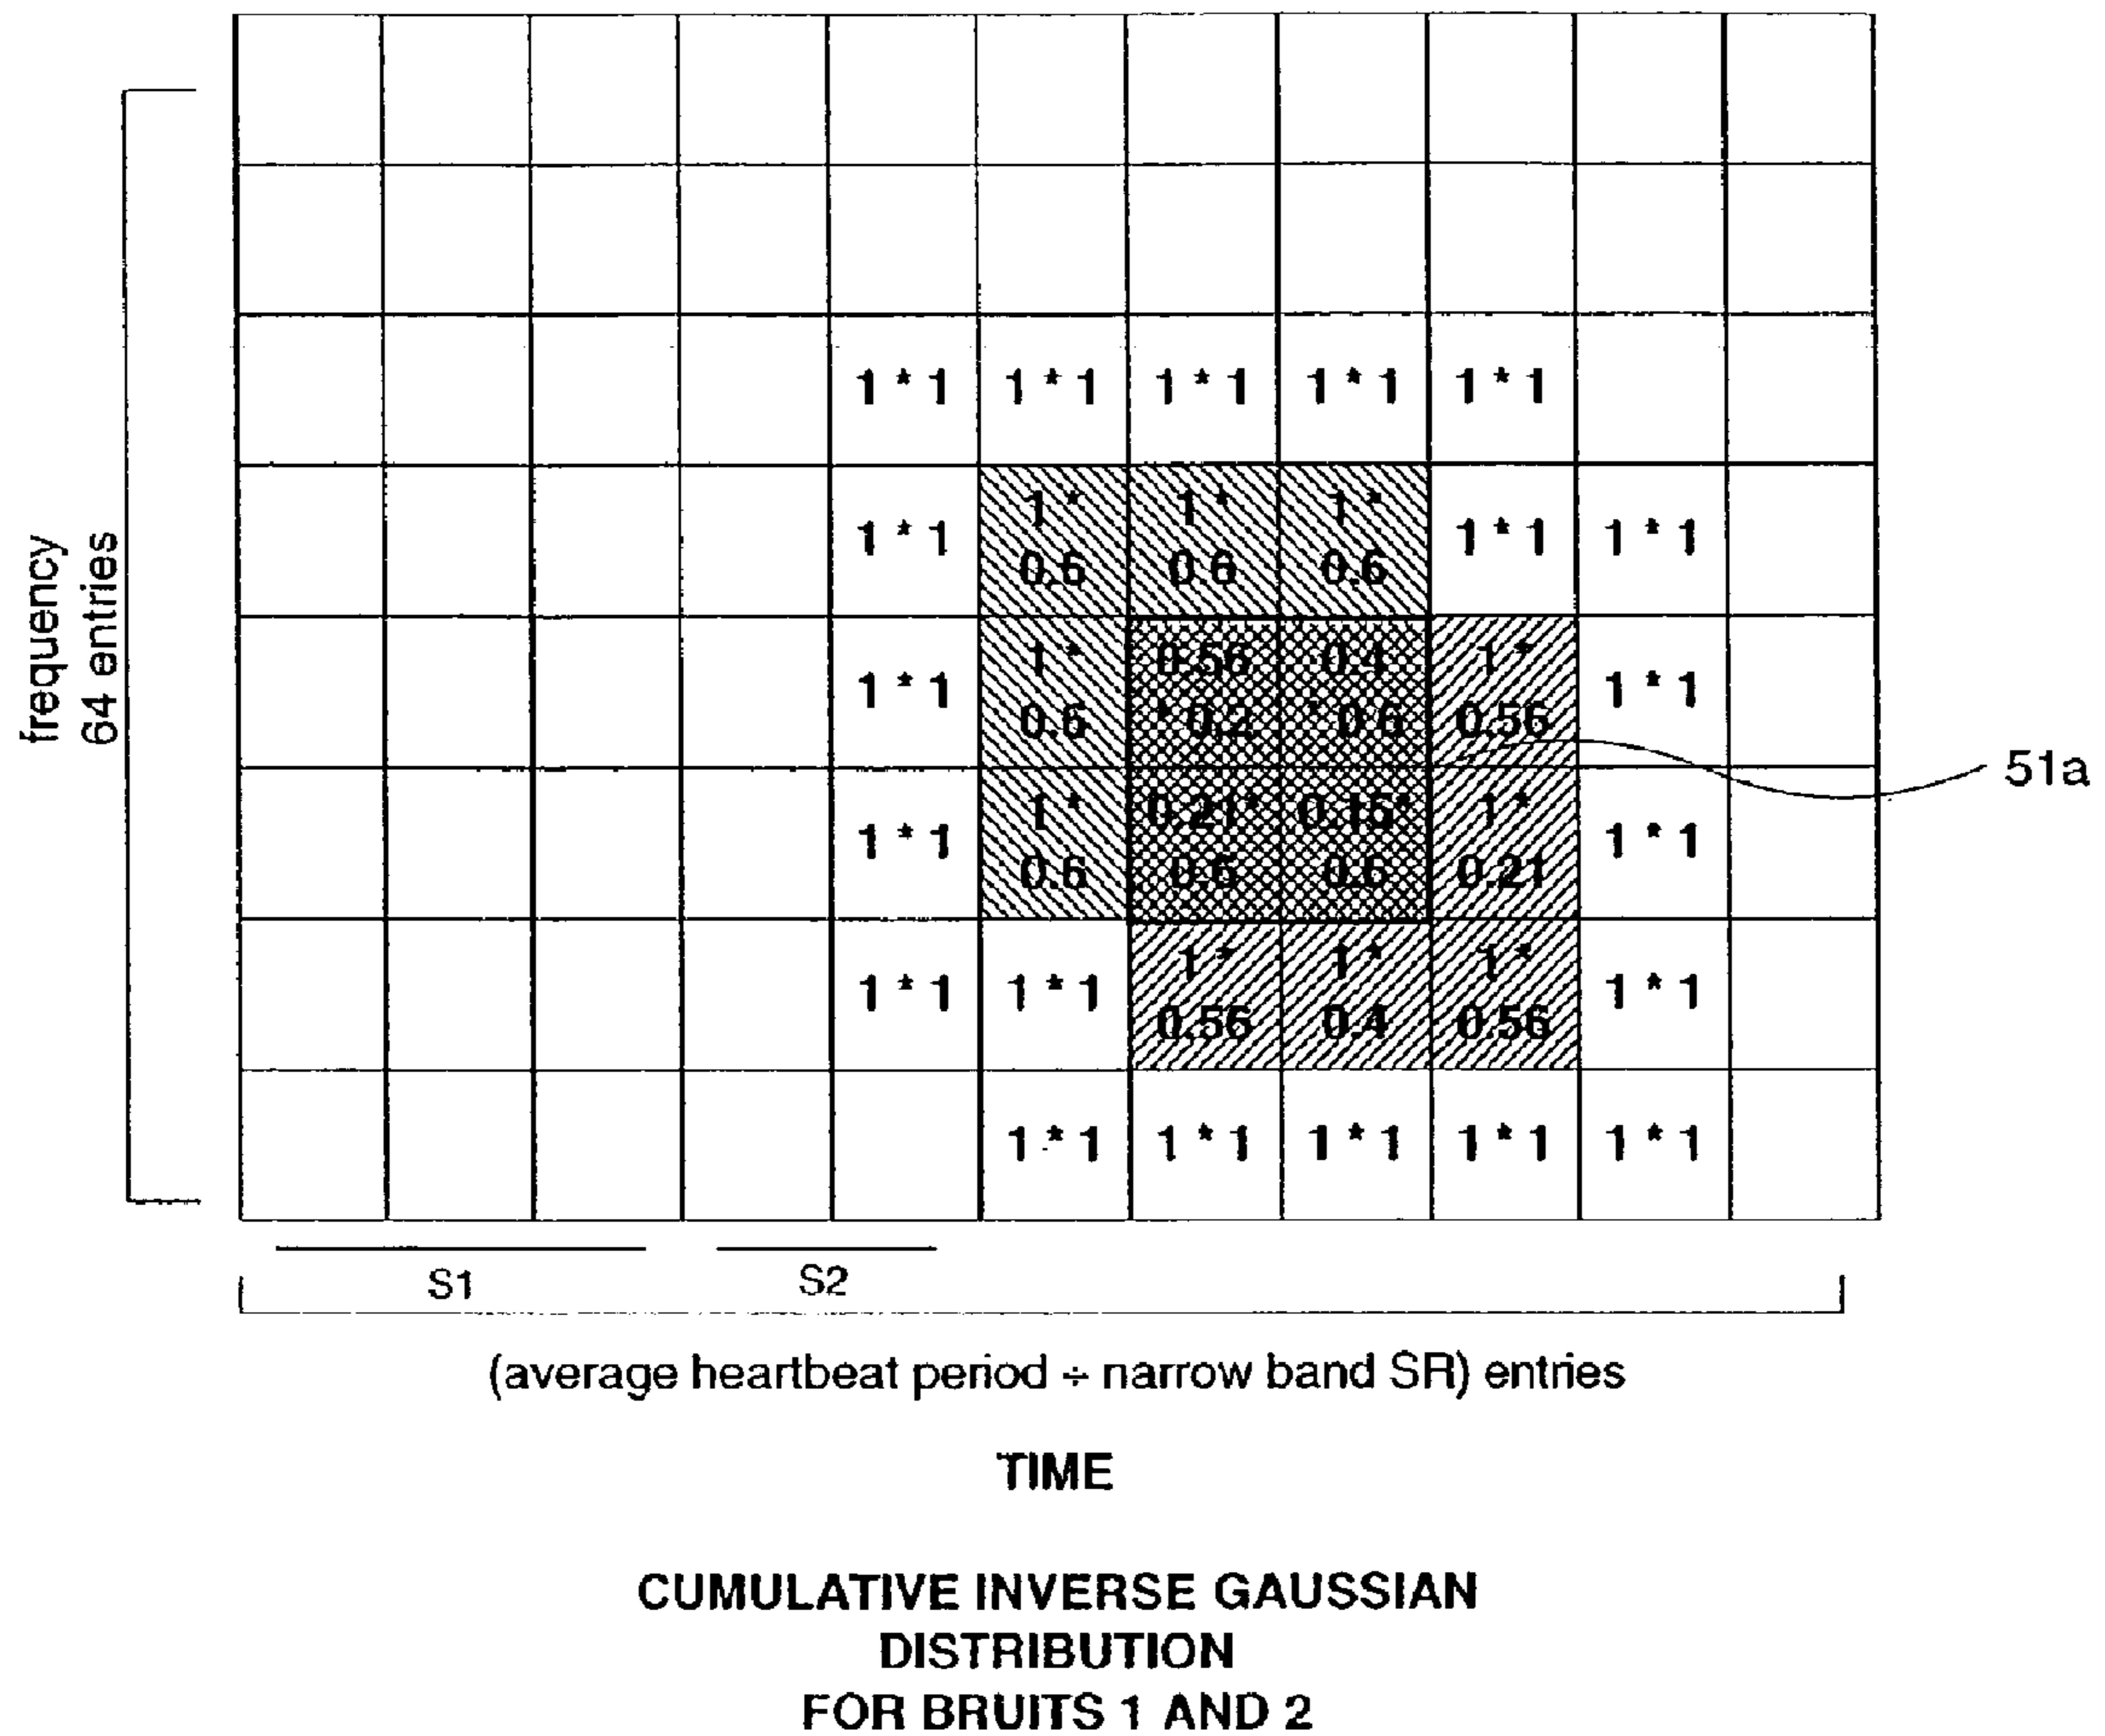 1 * 1 1 * 1 1 * 1 1 * 1 1 * 1
1 * 1 1 * 0.6 1 * 0.6 1 * 0.6 1 * 1 1 * 1
1 * 1 1 * 0.6 0.56 * 0.2 0.4 * 0.6 1 * 0.56 1 * 1
1 * 1 1 * 0.6 0.21* 0.6 0.15* 0.6 1 * 0.21 1 * 1
1 * 1 1 * 1 1 * 0.56 1 * 0.4 1 * 0.56 1 * 1
1 * 1 1 * 1 1 * 1 1 * 1 1 * 1
frequency
64 entries
51a
S1 S2
(average heartbeat period ÷ narrow band SR) entries
TIME
CUMULATIVE INVERSE GAUSSIAN
DISTRIBUTION
FOR BRUITS 1 AND 2